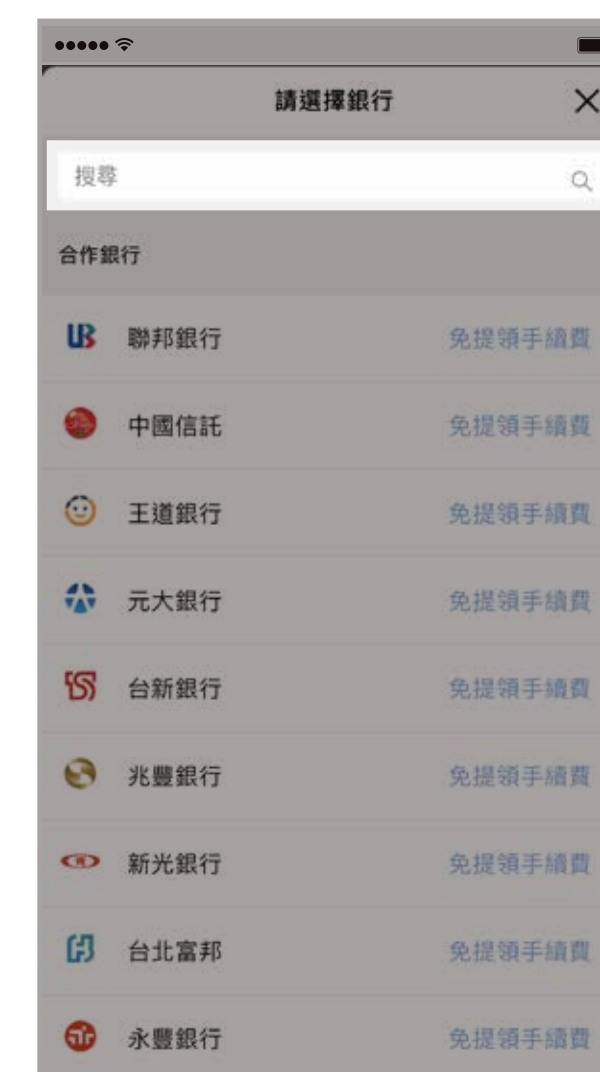 請選擇銀行
搜尋
合作銀行
聯邦銀行 免提領手續費
中國信託 免提領手續費
王道銀行 免提領手續費
元大銀行 免提領手續費
台新銀行 免提領手續費
兆豐銀行 免提領手續費
新光銀行 免提領手續費
台北富邦 免提領手續費
永豐銀行 免提領手續費